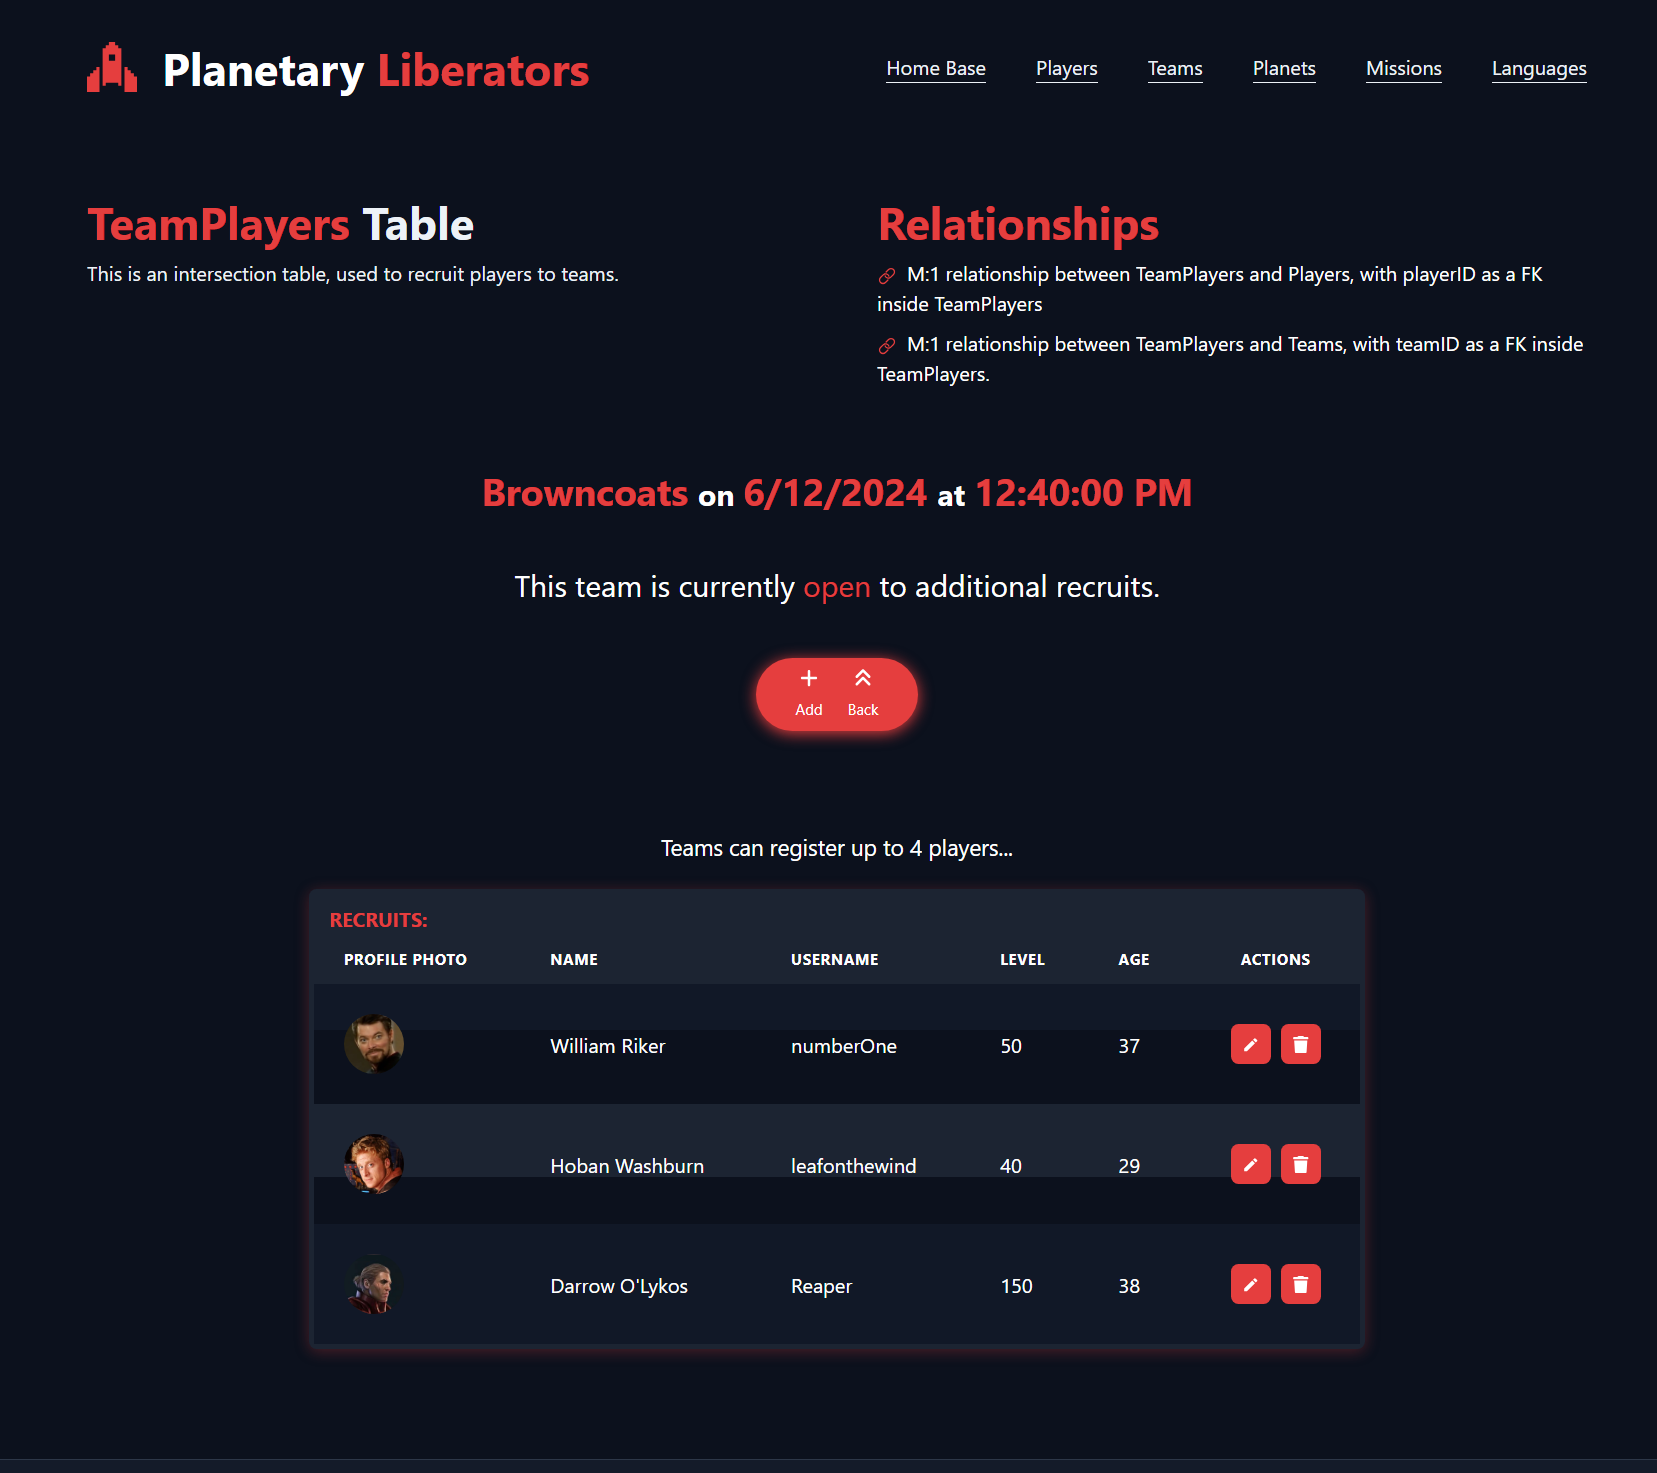 Planetary Liberators
Home Base Players Teams Planets Missions Languages
TeamPlayers Table
This is an intersection table, used to recruit players to teams.
Relationships
M:1 relationship between TeamPlayers and Players, with playerID as a FK
inside TeamPlayers
M:1 relationship between TeamPlayers and Teams, with teamID as a FK inside
TeamPlayers.
Browncoats on 6/12/2024 at 12:40:00 PM
This team is currently open to additional recruits.
Add Back
Teams can register up to 4 players...
RECRUITS:
PROFILE PHOTO NAME USERNAME LEVEL AGE ACTIONS
William Riker numberOne 50 37
Hoban Washburn leafonthewind 40 29
Darrow O'Lykos Reaper 150 38